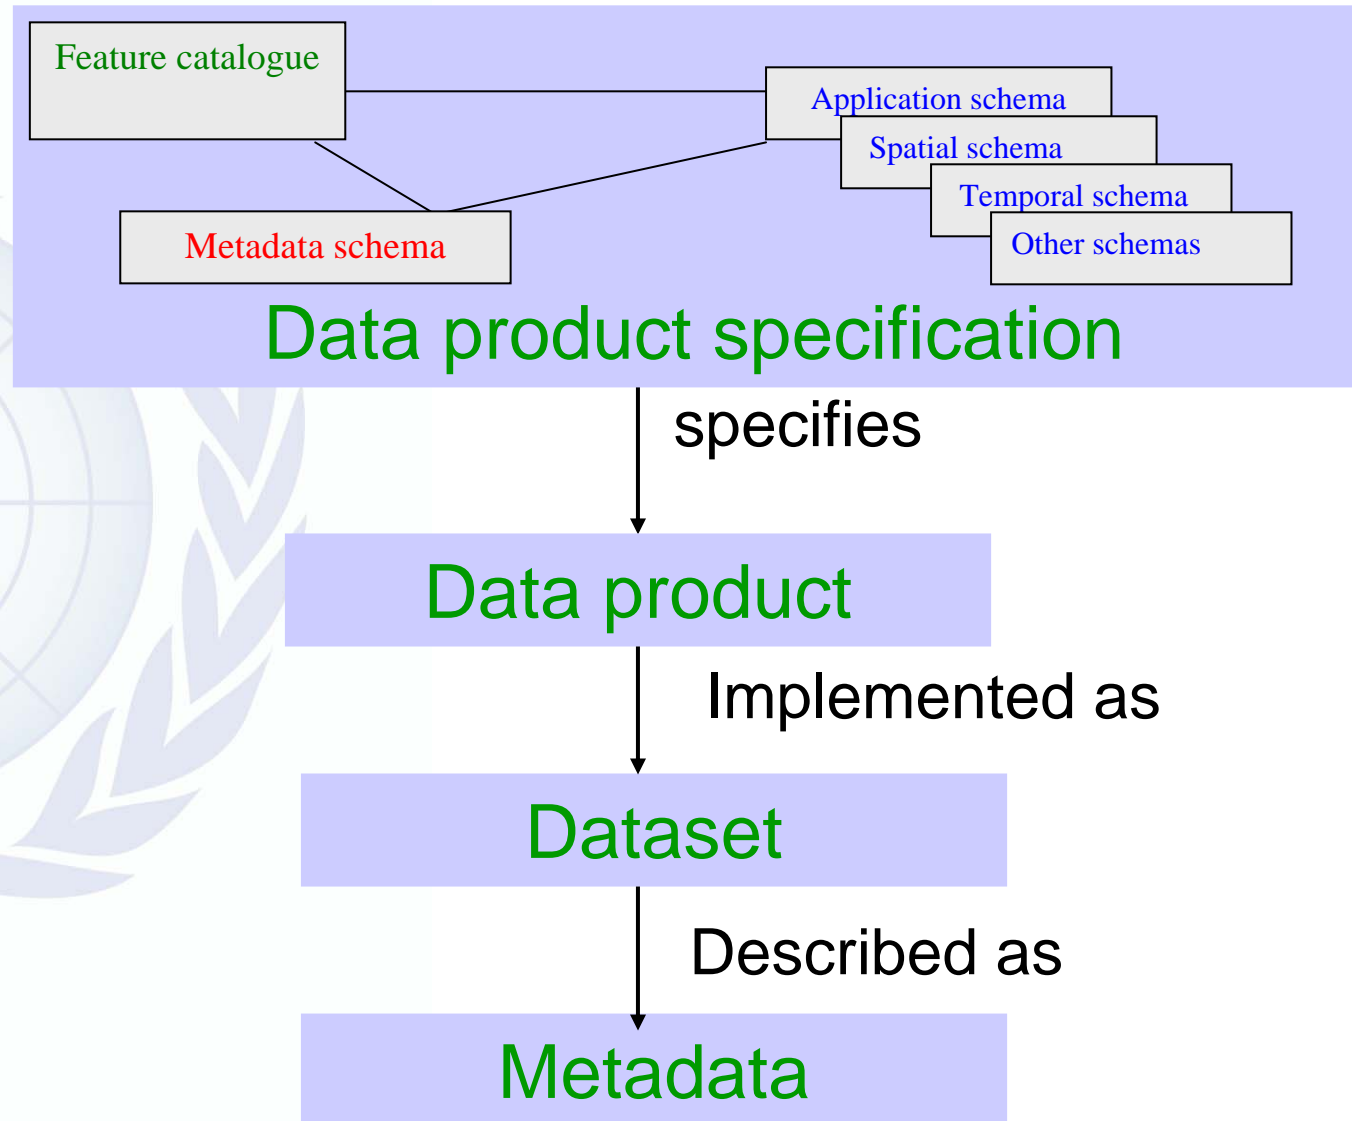 Feature catalogue
Application schema
Spatial schema
Temporal schema
Metadata schema
Other schemas
Data product specification
specifies
Data product
Implemented as
Dataset
Described as
Metadata